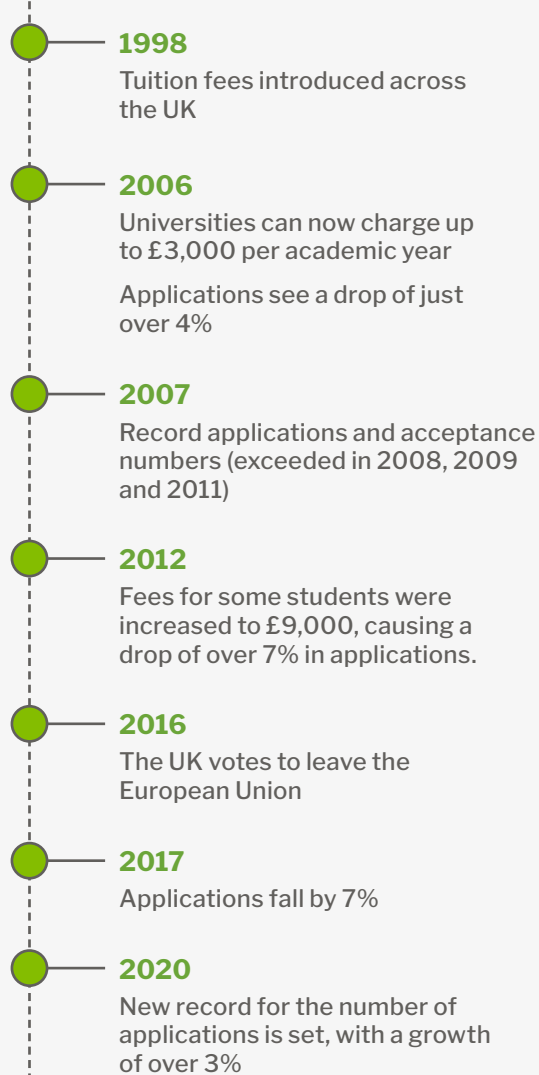 1998
Tuition fees introduced across
the UK
2006
Universities can now charge up
to £3,000 per academic year
Applications see a drop of just
over 4%
2007
Record applications and acceptance
numbers (exceeded in 2008, 2009
and 2011)
2012
Fees for some students were
increased to £9,000, causing a
drop of over 7% in applications.
2016
The UK votes to leave the
European Union
2017
Applications fall by 7%
2020
New record for the number of
applications is set, with a growth
of over 3%